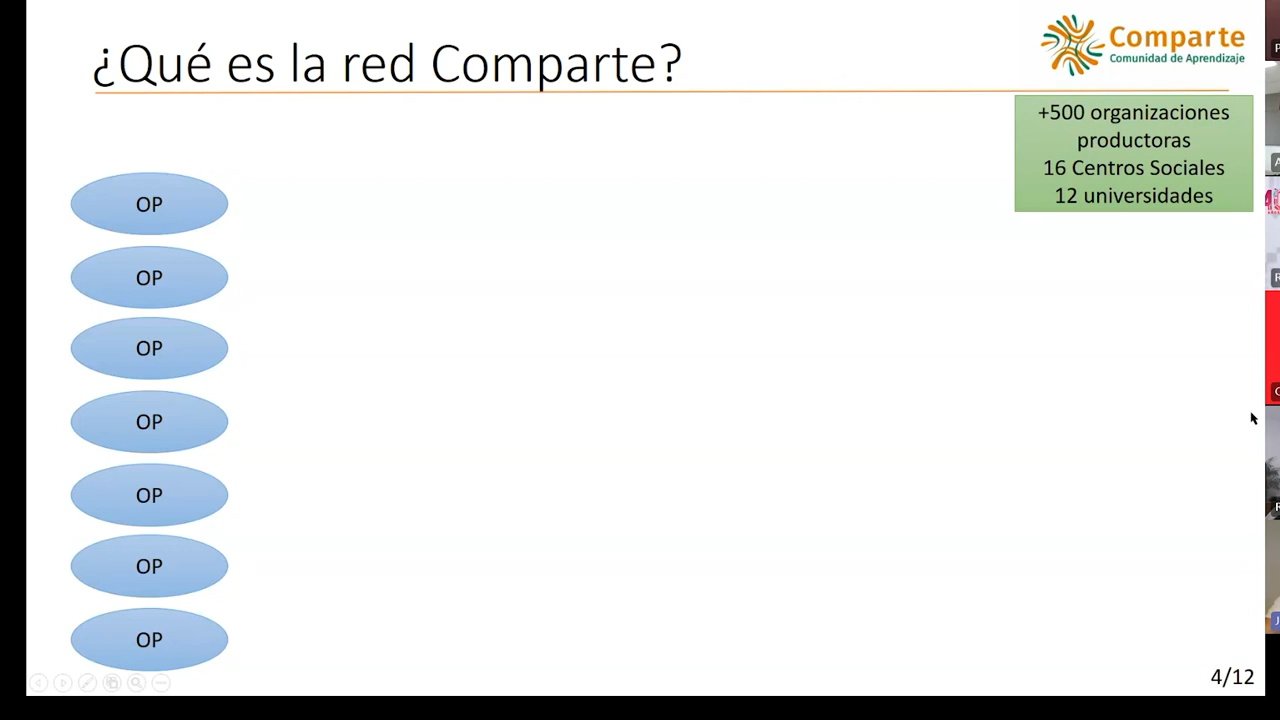 ¿Qué es la red Comparte?
Comparte
Comunidad de Aprendizaje
+500 organizaciones
productoras
16 Centros Sociales
12 universidades
OP
OP
OP
OP
OP
OP
OP
4/12